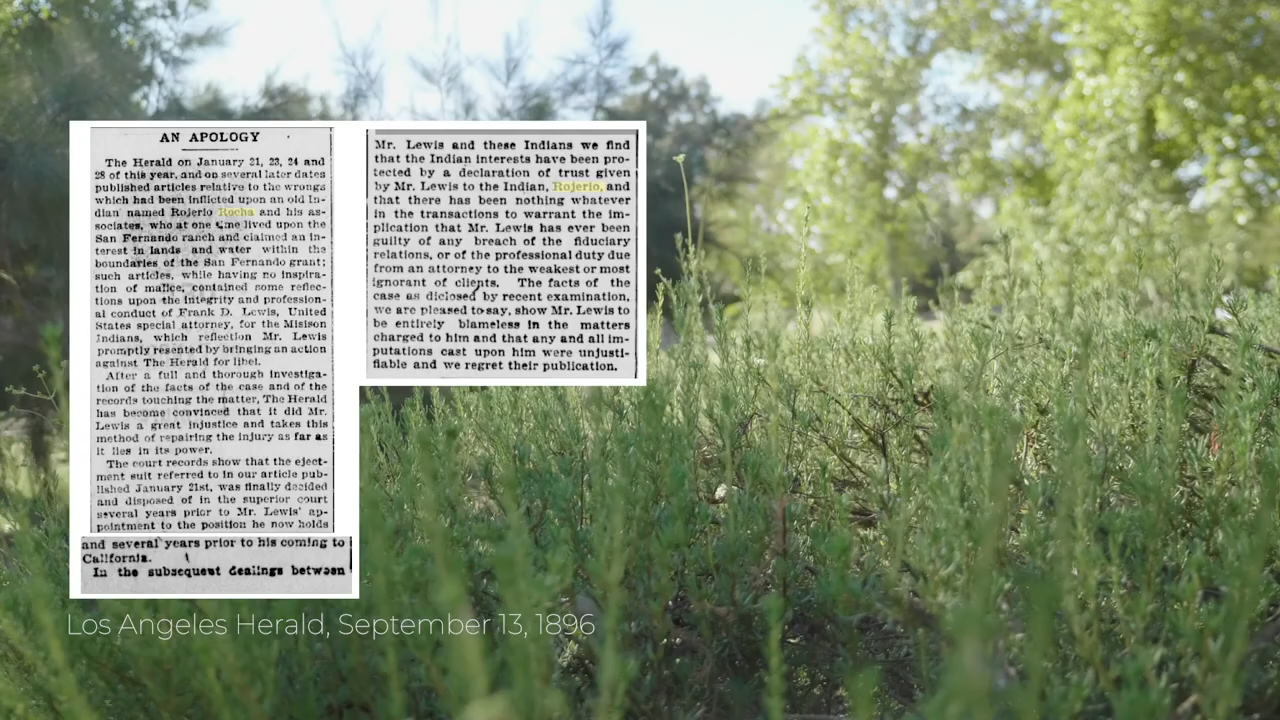 AN APOLOGY
The Herald on January 21, 23, 24 and
28 of this year, and on several later dates
published articles relative to the wrongs
which had been inflicted upon an old In-
dian named Rojerio Rocha and his as-
sociates, who at one time lived upon the
San Fernando ranch and claimed an in-
terest in lands and water within the
boundaries of the San Fernando grant;
such articles, while having no inspira-
tion of malice, contained some reflec-
tions upon the integrity and profession-
al conduct of Frank D. Lewis, United
States special attorney, for the Misison
Indians, which reflection Mr. Lewis
promptly resented by bringing an action
against The Herald for libel.
After a full and thorough investiga-
tion of the facts of the case and of the
records touching the matter, The Herald
has become convinced that it did Mr.
Lewis a great injustice and takes this
method of repairing the injury as far as
it lies in its power.
The court records show that the eject-
ment suit referred to in our article pub-
lished January 21st, was finally decided
and disposed of in the superior court
several years prior to Mr. Lewis' ap-
pointment to the position he now holds
and several years prior to his coming to
California.
In the subsequent dealings between
Mr. Lewis and these Indians we find
that the Indian interests have been pro-
tected by a declaration of trust given
by Mr. Lewis to the Indian, Rojerio, and
that there has been nothing whatever
in the transactions to warrant the im-
plication that Mr. Lewis has ever been
guilty of any breach of the fiduciary
relations, or of the professional duty due
from an attorney to the weakest or most
ignorant of clients. The facts of the
case as diclosed by recent examination,
we are pleased to say, show Mr. Lewis to
be entirely blameless in the matters
charged to him and that any and all im-
putations cast upon him were unjusti-
fiable and we regret their publication.
Los Angeles Herald, September 13, 1896